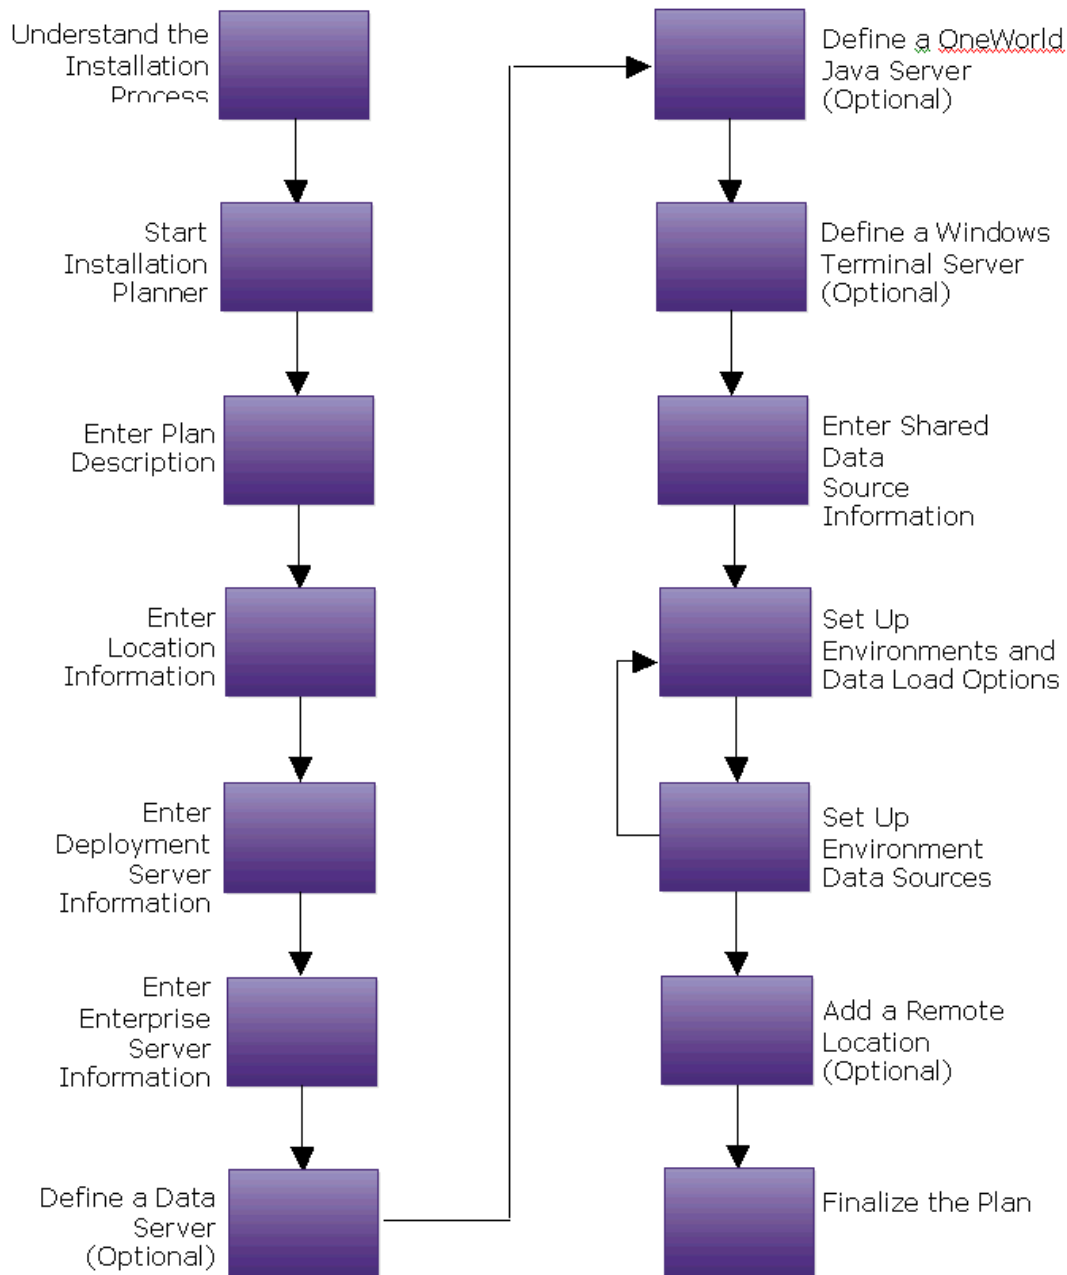 Understand the
Installation
Process
Start
Installation
Planner
Enter Plan
Description
Enter
Location
Information
Enter
Deployment
Server
Information
Enter
Enterprise
Server
Information
Define a Data
Server
(Optional)
Define a OneWorld
Java Server
(Optional)
Define a Windows
Terminal Server
(Optional)
Enter Shared
Data
Source
Information
Set Up
Environments and
Data Load Options
Set Up
Environment
Data Sources
Add a Remote
Location
(Optional)
Finalize the Plan